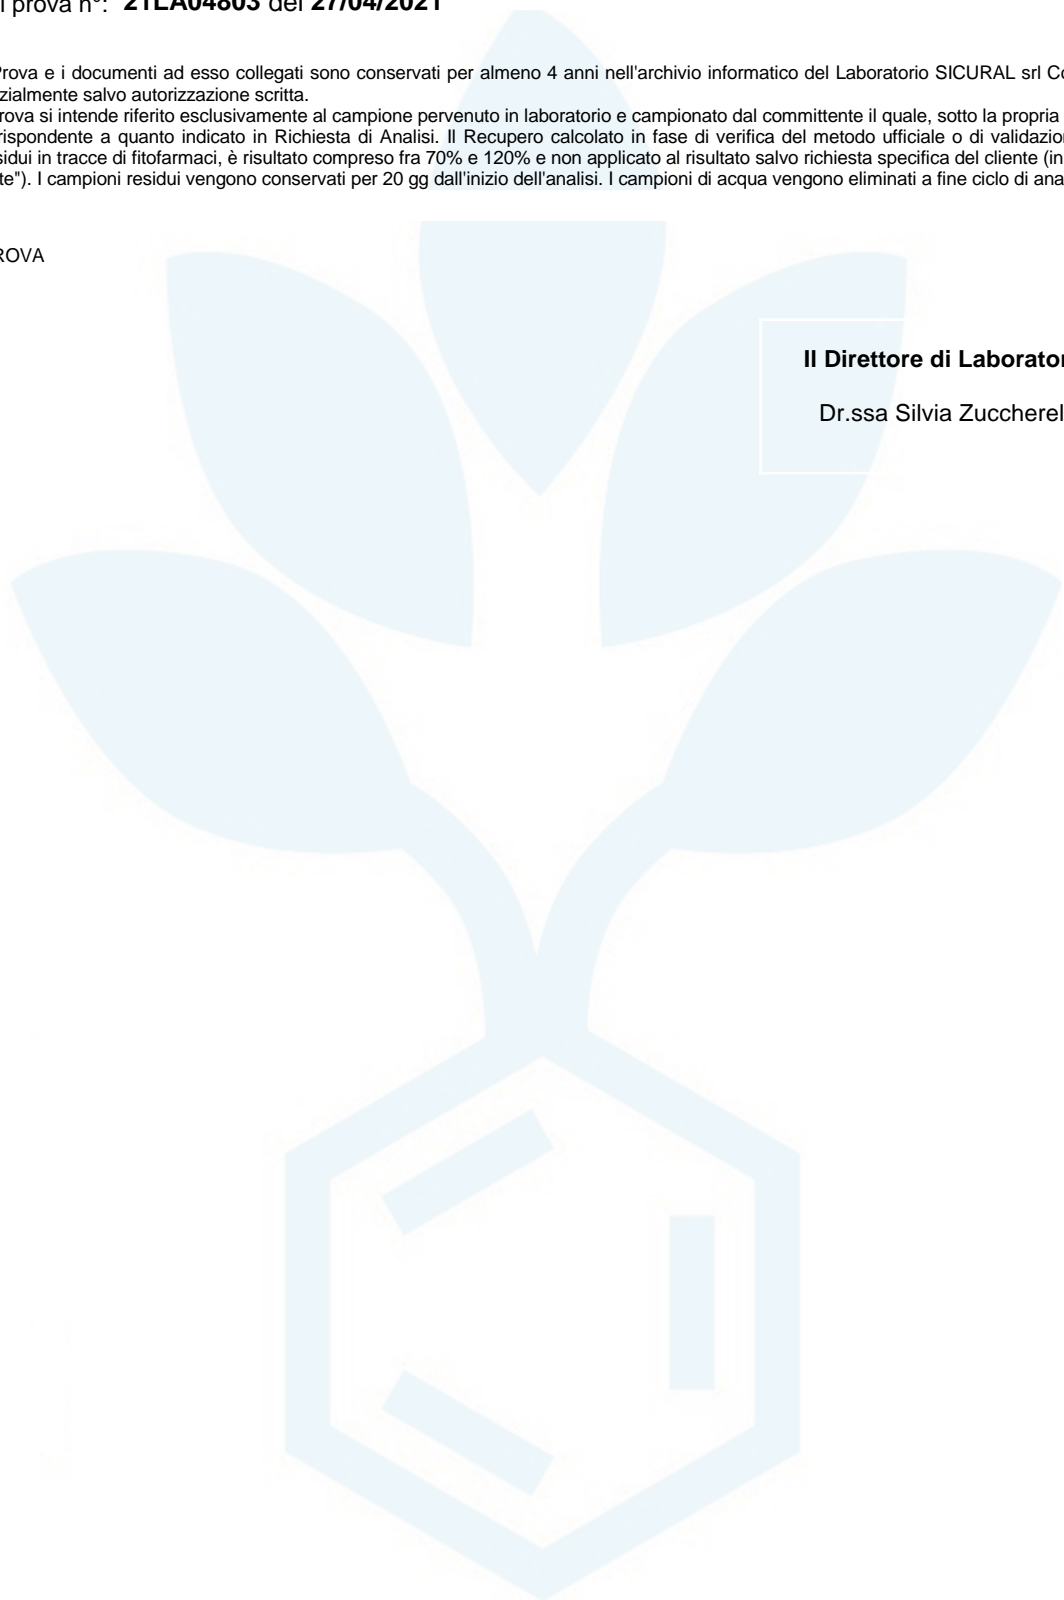 i prova n°: 21LA04803 del 27/04/2021
Prova e i documenti ad esso collegati sono conservati per almeno 4 anni nell'archivio informatico del Laboratorio SICURAL srl Co
zialmente salvo autorizzazione scritta.
rova si intende riferito esclusivamente al campione pervenuto in laboratorio e campionato dal committente il quale, sotto la propria
rispondente a quanto indicato in Richiesta di Analisi. Il Recupero calcolato in fase di verifica del metodo ufficiale o di validazion
sidui in tracce di fitofarmaci, è risultato compreso fra 70% e 120% e non applicato al risultato salvo richiesta specifica del cliente (in
te"). I campioni residui vengono conservati per 20 gg dall'inizio dell'analisi. I campioni di acqua vengono eliminati a fine ciclo di ana
ROVA
Il Direttore di Laborator
Dr.ssa Silvia Zuccherel